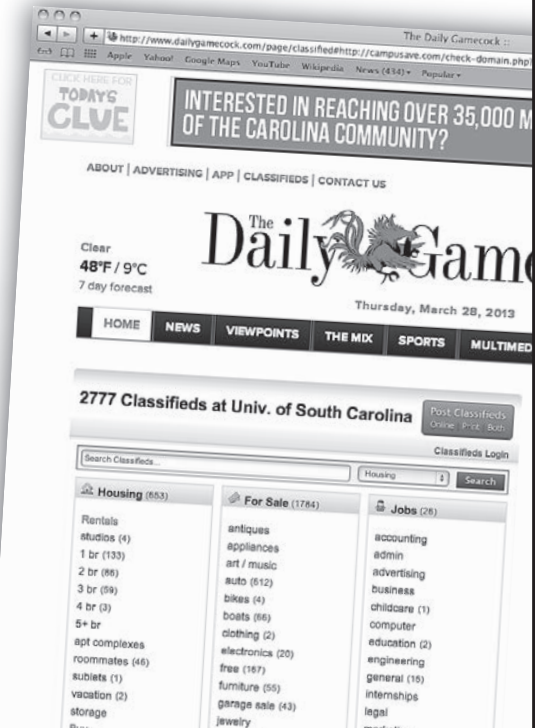 The Daily Gamecock ::
http://www.dailygamecock.com/page/classified#http://campusave.com/check-domain.php
Apple Yahoo! Google Maps YouTube Wikipedia News (434) Popular
CLICK HERE FOR
TODAY'S
CLUE
INTERESTED IN REACHING OVER 35,000 M
OF THE CAROLINA COMMUNITY?
ABOUT | ADVERTISING | APP | CLASSIFIEDS | CONTACT US
The
Daily Game
Clear
48°F / 9°C
7 day forecast
Thursday, March 28, 2013
HOME NEWS VIEWPOINTS THE MIX SPORTS MULTIMED
2777 Classifieds at Univ. of South Carolina
Post Classifieds
Online Print Both
Classifieds Login
Search Classifieds...
Housing
Search
Housing (653)
Rentals
studios (4)
1 br (133)
2 br (86)
3 br (59)
4 br (3)
5+ br
apt complexes
roommates (46)
sublets (1)
vacation (2)
storage
For Sale (1784)
antiques
appliances
art / music
auto (512)
bikes (4)
boats (66)
clothing (2)
electronics (20)
free (167)
furniture (55)
garage sale (43)
jewelry
Jobs (26)
accounting
admin
advertising
business
childcare (1)
computer
education (2)
engineering
general (16)
internships
legal